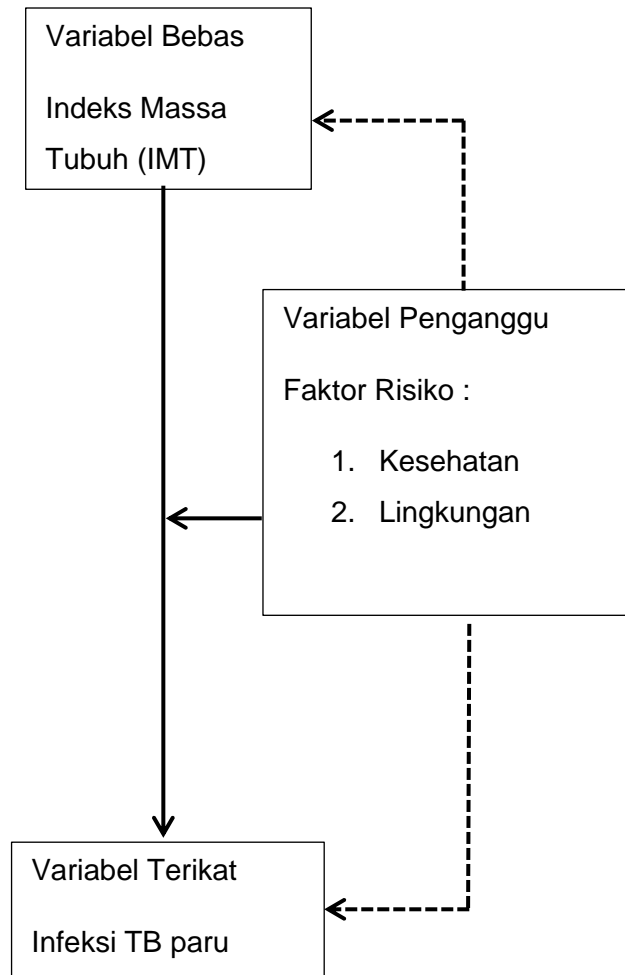 Variabel Bebas
Indeks Massa
Tubuh (IMT)
Variabel Penganggu
Faktor Risiko :
1. Kesehatan
2. Lingkungan
Variabel Terikat
Infeksi TB paru